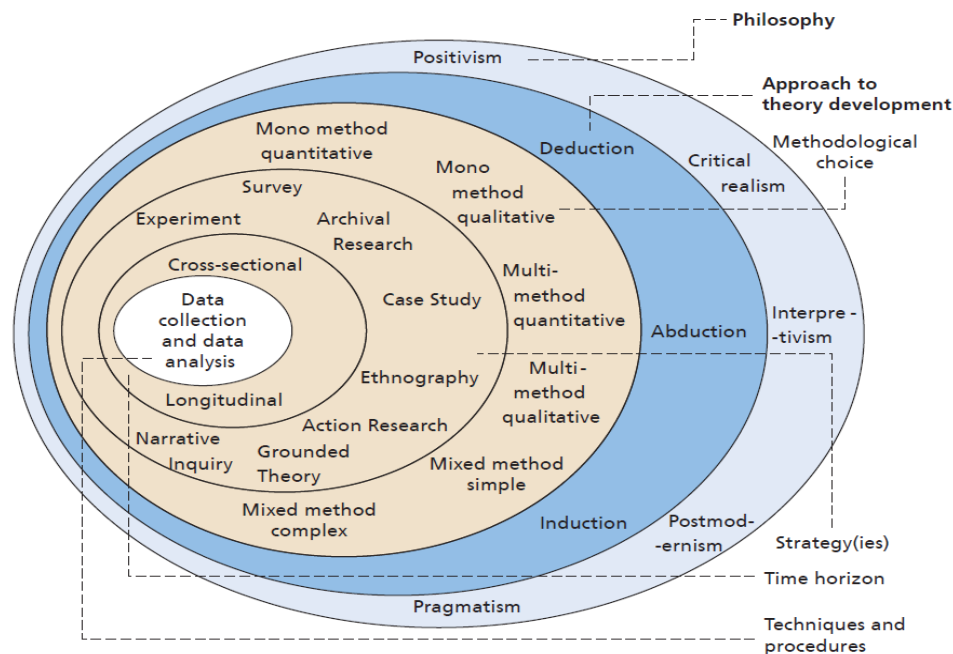 Philosophy
Positivism
Approach to
theory development
Mono method
quantitative
Deduction
Methodological
choice
Critical
realism
Mono
method
qualitative
Survey
Experiment
Archival
Research
Cross-sectional
Multi-
method
quantitative
Data
collection
and data
analysis
Case Study
Interpre -
-tivism
Abduction
Ethnography
Multi-
method
qualitative
Longitudinal
Action Research
Narrative
Inquiry
Grounded
Theory
Mixed method
simple
Mixed method
complex
Induction
Postmod-
-ernism
Strategy(ies)
Time horizon
Pragmatism
Techniques and
procedures